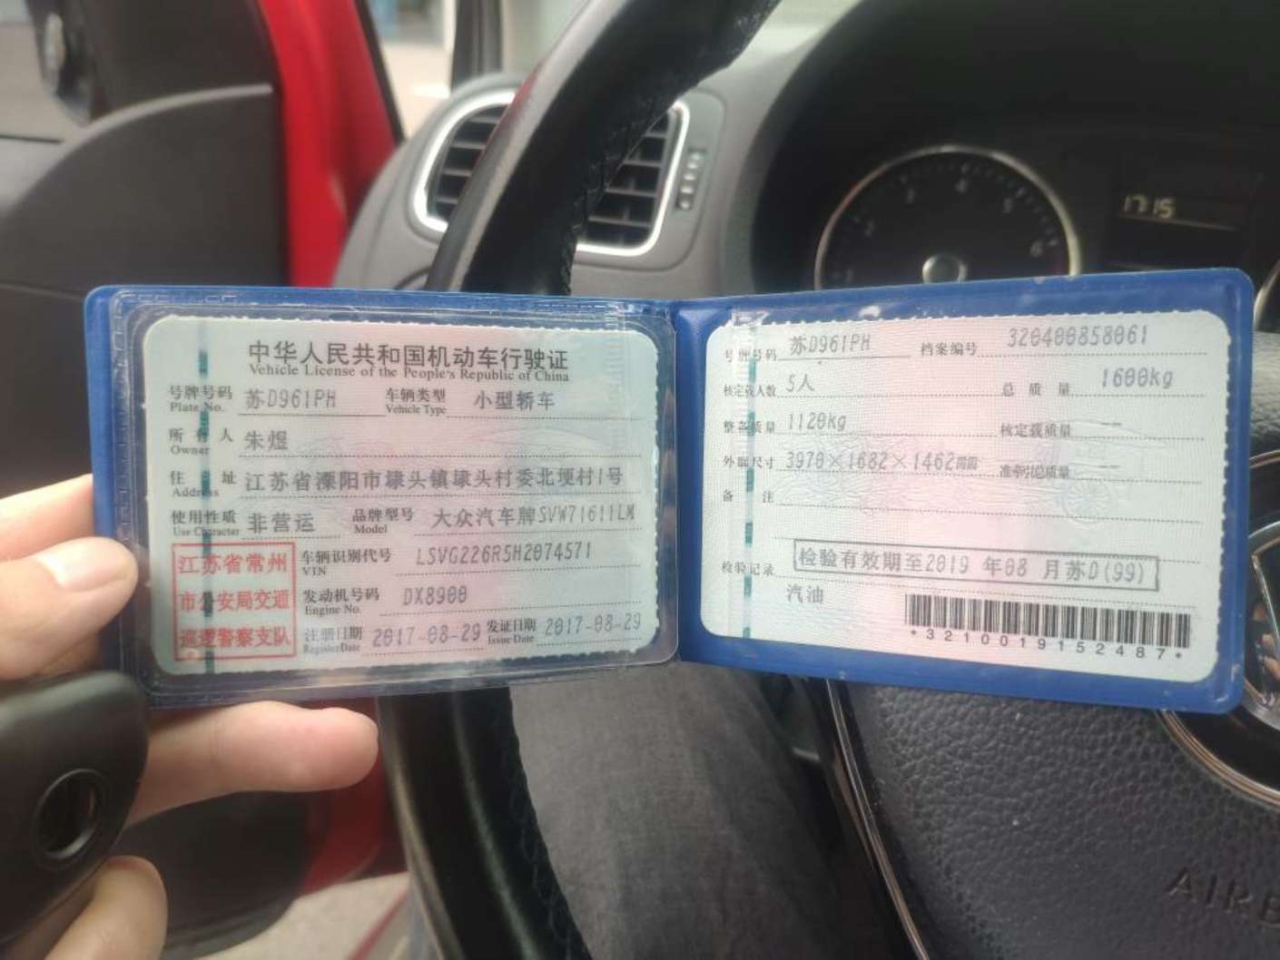 中华人民共和国机动车行驶证
Vehicle License of the People's Republic of China
号牌号码 苏D961PH 车辆类型 小型轿车
Plate No. Vehicle Type
所有人 朱煜
Owner
住址 江苏省溧阳市埭头镇埭头村委北埂村1号
Address
使用性质 非营运 品牌型号 大众汽车牌SVW71611LM
Use Character Model
江苏省常州
市公安局交通
巡逻警察支队
车辆识别代号 LSVG226R5H2074571
VIN
发动机号码 DX8900
Engine No.
注册日期 2017-08-29 发证日期 2017-08-29
Register Date Issue Date
号牌号码 苏D961PH 档案编号 320400858061
核定载人数 5人 总质量 1600kg
整备质量 1120kg 核定载质量 --
外廓尺寸 3970×1682×1462mm 准牵引总质量 --
备注
检验记录 检验有效期至2019年08月苏D(99)
汽油
*3210019152487*
17:15
AIRB